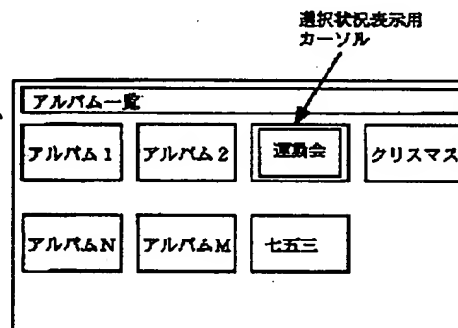 選択状況表示用
カーソル
アルバム一覧
アルバム1 アルバム2 運動会 クリスマス
アルバムN アルバムM 七五三